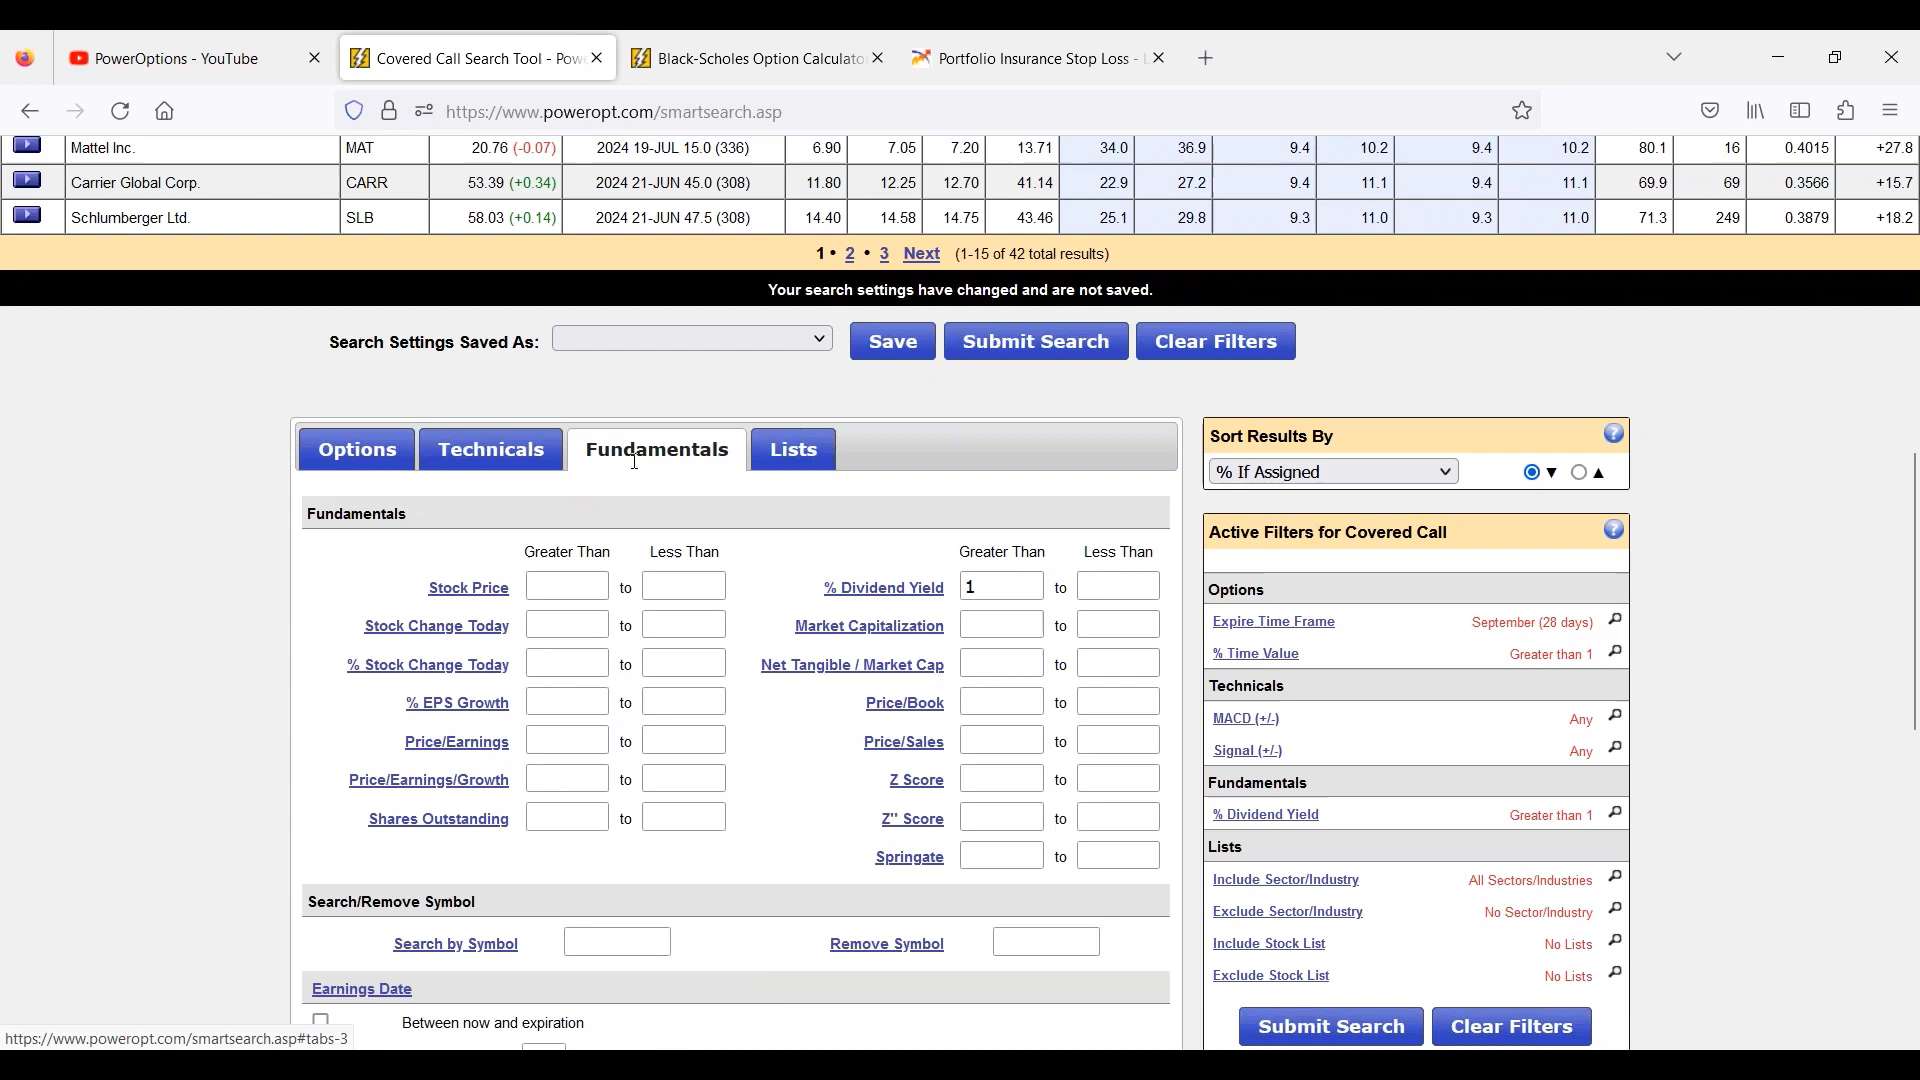 PowerOptions - YouTube
Covered Call Search Tool - Pow
Black-Scholes Option Calculato
Portfolio Insurance Stop Loss -
https://www.poweropt.com/smartsearch.asp
Mattel Inc. MAT 20.76 (-0.07) 2024 19-JUL 15.0 (336) 6.90 7.05 7.20 13.71 34.0 36.9 9.4 10.2 9.4 10.2 80.1 16 0.4015 +27.8
Carrier Global Corp. CARR 53.39 (+0.34) 2024 21-JUN 45.0 (308) 11.80 12.25 12.70 41.14 22.9 27.2 9.4 11.1 9.4 11.1 69.9 69 0.3566 +15.7
Schlumberger Ltd. SLB 58.03 (+0.14) 2024 21-JUN 47.5 (308) 14.40 14.58 14.75 43.46 25.1 29.8 9.3 11.0 9.3 11.0 71.3 249 0.3879 +18.2
1 • 2 • 3 Next (1-15 of 42 total results)
Your search settings have changed and are not saved.
Search Settings Saved As: Save Submit Search Clear Filters
Options Technicals Fundamentals Lists
Fundamentals
Greater Than Less Than Greater Than Less Than
Stock Price to % Dividend Yield 1 to
Stock Change Today to Market Capitalization to
% Stock Change Today to Net Tangible / Market Cap to
% EPS Growth to Price/Book to
Price/Earnings to Price/Sales to
Price/Earnings/Growth to Z Score to
Shares Outstanding to Z" Score to
Springate to
Search/Remove Symbol
Search by Symbol Remove Symbol
Earnings Date
Between now and expiration
Sort Results By ?
% If Assigned ▼ ▲
Active Filters for Covered Call ?
Options
Expire Time Frame September (28 days)
% Time Value Greater than 1
Technicals
MACD (+/-) Any
Signal (+/-) Any
Fundamentals
% Dividend Yield Greater than 1
Lists
Include Sector/Industry All Sectors/Industries
Exclude Sector/Industry No Sector/Industry
Include Stock List No Lists
Exclude Stock List No Lists
Submit Search Clear Filters
https://www.poweropt.com/smartsearch.asp#tabs-3